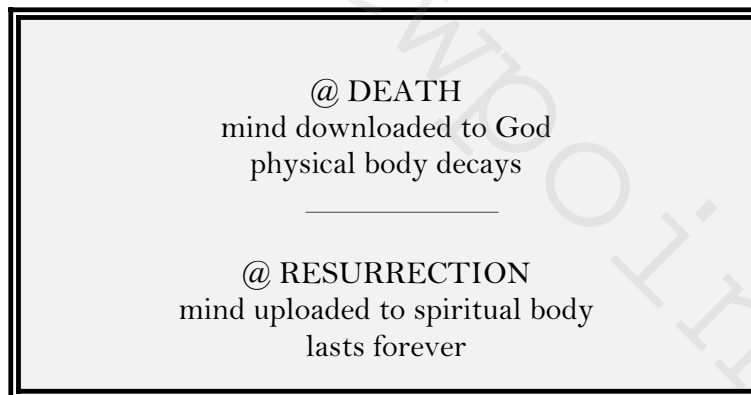 @ DEATH
mind downloaded to God
physical body decays
@ RESURRECTION
mind uploaded to spiritual body
lasts forever